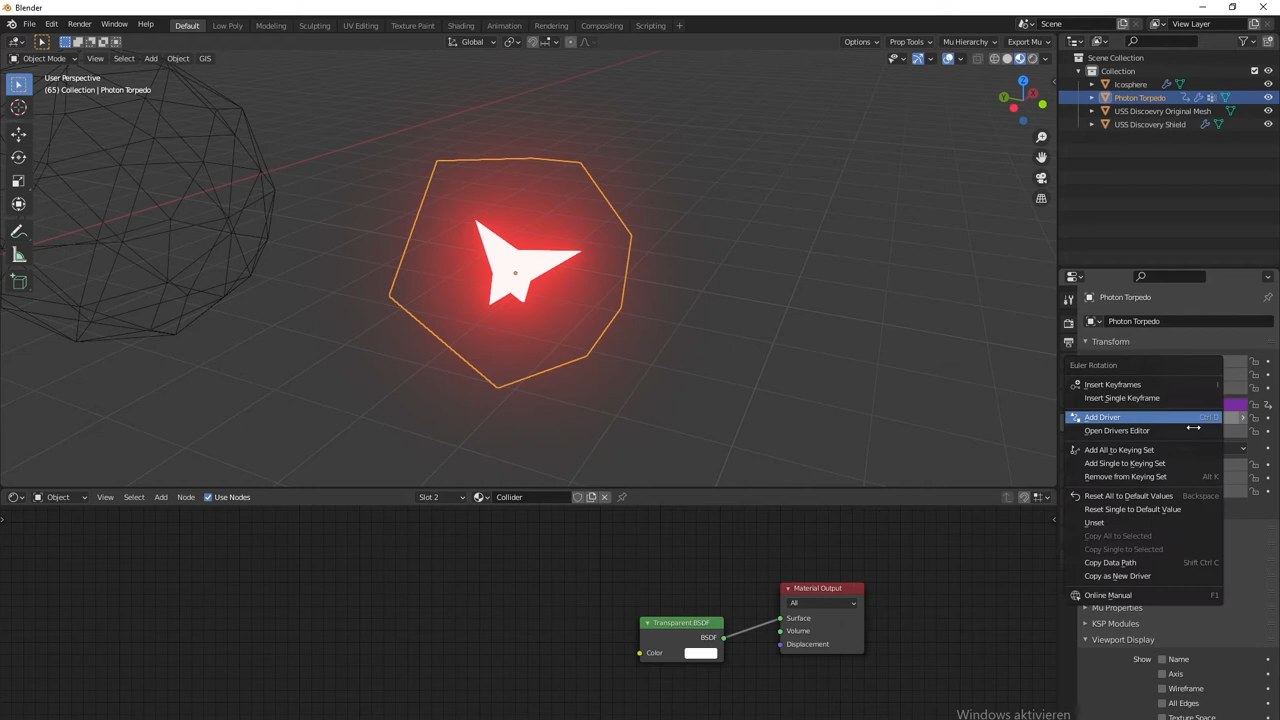 Blender
File Edit Render Window Help Default Low Poly Modeling Sculpting UV Editing Texture Paint Shading Animation Rendering Compositing Scripting + Scene View Layer
Global Options Prop Tools Mu Hierarchy Export Mu
Object Mode View Select Add Object GIS
User Perspective
(65) Collection | Photon Torpedo
Z
Y
X
Scene Collection
Collection
Icosphere
Photon Torpedo
USS Discoevry Original Mesh
USS Discovery Shield
Photon Torpedo
Photon Torpedo
Transform
Euler Rotation
Insert Keyframes I
Insert Single Keyframe
Add Driver Ctrl D
Open Drivers Editor
Add All to Keying Set
Add Single to Keying Set
Remove from Keying Set Alt K
Reset All to Default Values Backspace
Reset Single to Default Value
Unset
Copy All to Selected
Copy Single to Selected
Copy Data Path Shift Ctrl C
Copy as New Driver
Online Manual F1
Mu Properties
KSP Modules
Viewport Display
Show Name
Axis
Wireframe
All Edges
Texture Space
Object View Select Add Node Use Nodes Slot 2 Collider
Material Output
All
Surface
Volume
Displacement
Transparent BSDF
BSDF
Color
Windows aktivieren